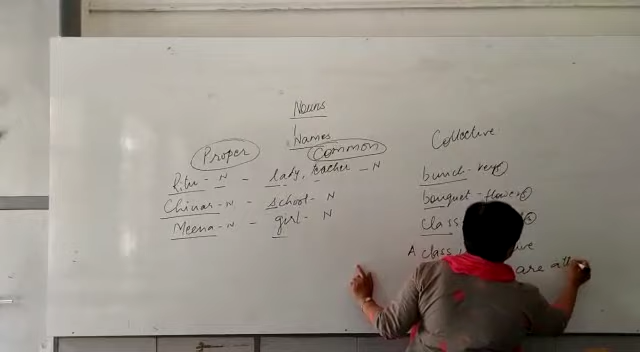 Nouns
Names
Proper Common Collective
Ritu - N - lady, teacher - N bunch - keys
Chinar - N - School - N bouquet - flowers
Meena - N - girl - N Class
A class
are all